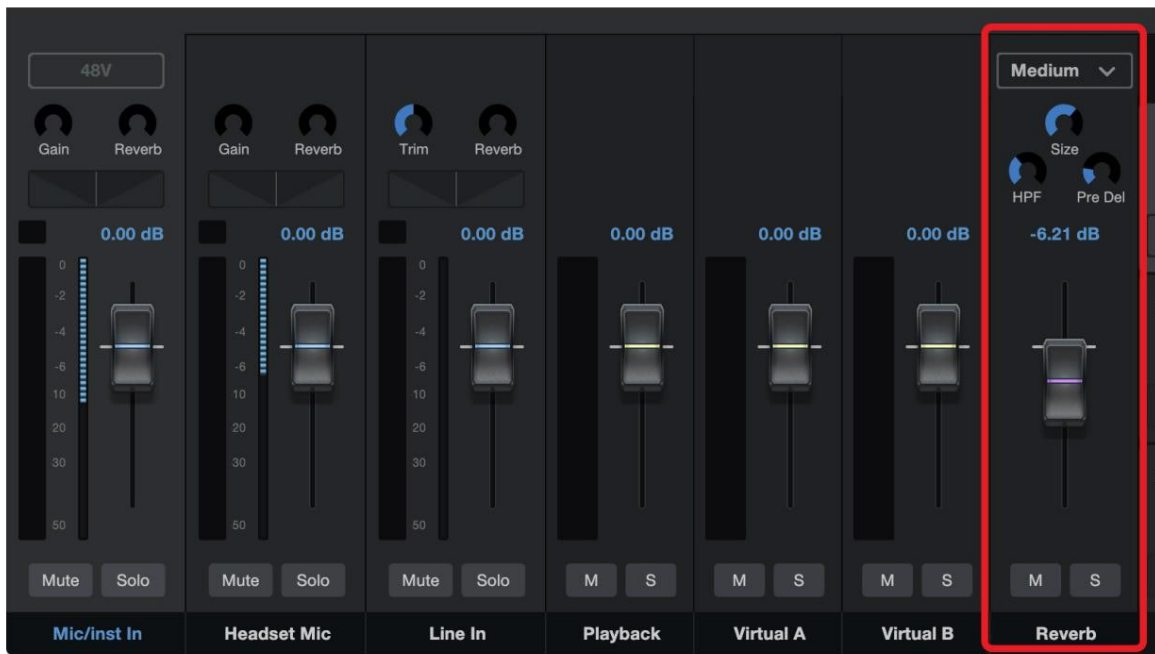 48V
Medium
Gain Reverb Gain Reverb Trim Reverb
Size
HPF Pre Del
0.00 dB 0.00 dB 0.00 dB 0.00 dB 0.00 dB 0.00 dB -6.21 dB
0 0 0
-2 -2 -2
-4 -4 -4
-6 -6 -6
10 10 10
20 20 20
30 30 30
50 50 50
Mute Solo Mute Solo Mute Solo M S M S M S M S
Mic/inst In Headset Mic Line In Playback Virtual A Virtual B Reverb